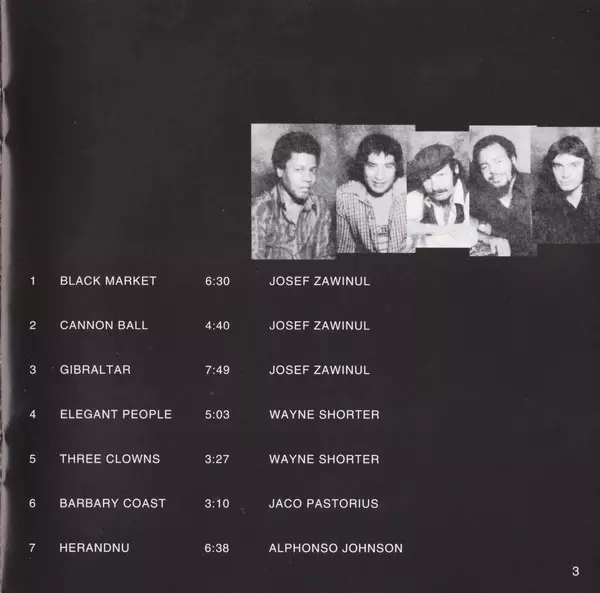 1 BLACK MARKET 6:30 JOSEF ZAWINUL
2 CANNON BALL 4:40 JOSEF ZAWINUL
3 GIBRALTAR 7:49 JOSEF ZAWINUL
4 ELEGANT PEOPLE 5:03 WAYNE SHORTER
5 THREE CLOWNS 3:27 WAYNE SHORTER
6 BARBARY COAST 3:10 JACO PASTORIUS
7 HERANDNU 6:38 ALPHONSO JOHNSON
3